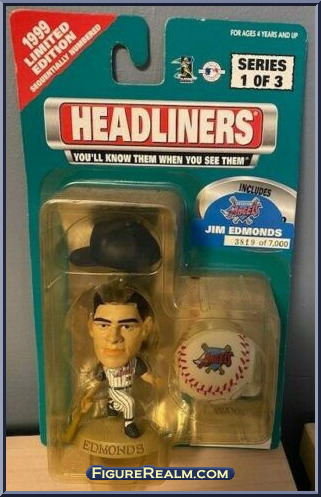 1999
LIMITED
EDITION
SEQUENTIALLY NUMBERED
FOR AGES 4 YEARS AND UP
SERIES
1 OF 3
HEADLINERS
YOU'LL KNOW THEM WHEN YOU SEE THEM
INCLUDES
ANGELS
JIM EDMONDS
3819 of 7,000
EDMONDS
FIGUREREALM.COM